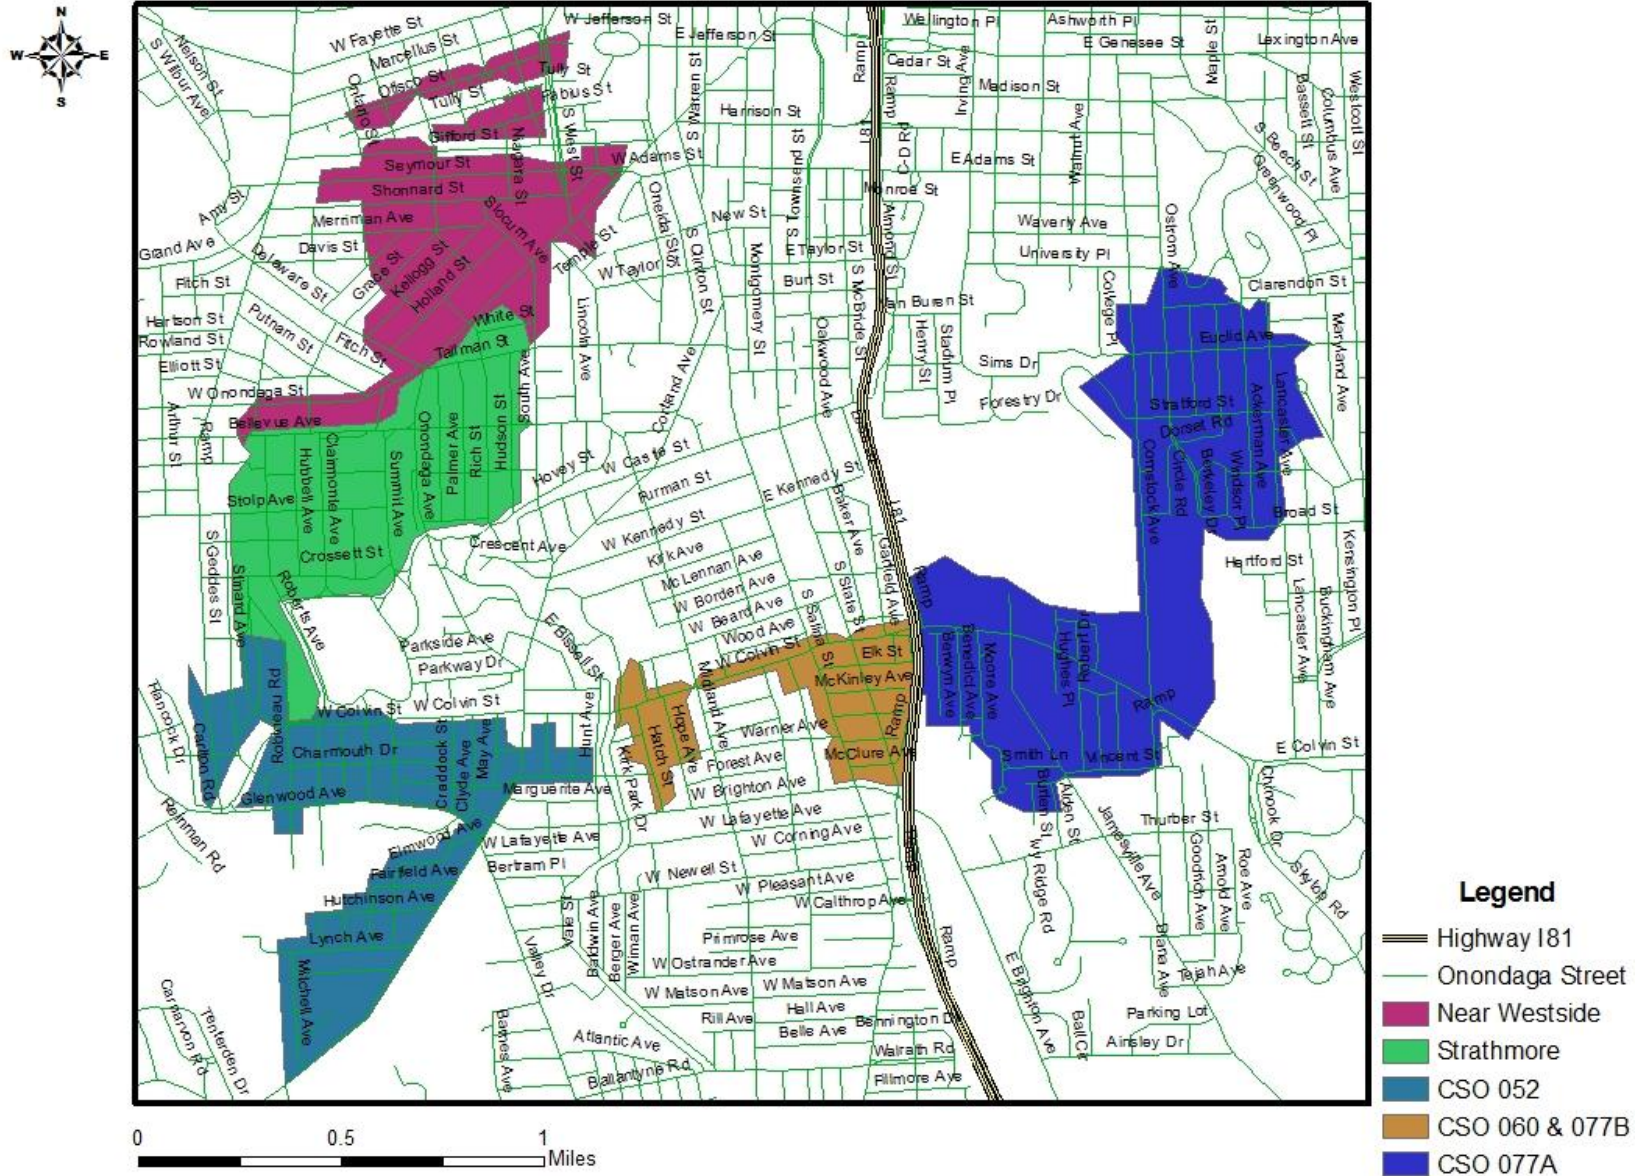 N
W
E
S
W Jefferson St
E Jefferson St
Wellington Pl
Ashworth Pl
E Genesee St
Maple St
Lexington Ave
W Fayette St
Marcellus St
Nelson St
S Wilbur Ave
Otisco St
Tully St
Tully St
Fabius St
Ontario St
Gifford St
Niagara St
S West St
S Warren St
Harrison St
Ramp
Cedar St
Irving Ave
Ramp
Madison St
Walnut Ave
Bassett St
Columbus Ave
Westcott St
I81
C-D Rd
S Beech St
Greenwood Pl
Seymour St
Shonnard St
W Adams St
S Townsend St
E Adams St
Monroe St
Amy St
Merriman Ave
Slocum Ave
Oneida St
New St
Almond St
Waverly Ave
Ostrom Ave
Grand Ave
Davis St
Delaware St
Grace St
Kellogg St
Holland St
Temple St
W Taylor St
S Clinton St
E Taylor St
University Pl
Fitch St
Montgomery St
Burt St
S McBride St
Van Buren St
College Pl
Clarendon St
Hartson St
Putnam St
White St
Lincoln Ave
Oakwood Ave
Henry St
Stadium Pl
Euclid Ave
Maryland Ave
Rowland St
Fitch St
Tallman St
Elliott St
South Ave
Cortland Ave
Sims Dr
W Onondaga St
Forestry Dr
Stratford St
Ackerman Ave
Lancaster Ave
Arthur St
Ramp
Bellevue Ave
Dorset Rd
Hubbell Ave
Clairmonte Ave
Summit Ave
Onondaga Ave
Palmer Ave
Rich St
Hudson St
Hovey St
W Castle St
Furman St
E Kennedy St
Comstock Ave
Circle Rd
Berkeley Dr
Windsor Pl
Stolp Ave
W Kennedy St
Baker Ave
I81
Broad St
S Geddes St
Crossett St
Crescent Ave
Kirk Ave
Garfield Ave
Hartford St
Kensington Pl
Stinard Ave
Roberts Ave
McLennan Ave
W Borden Ave
S State St
Ramp
Lancaster Ave
Buckingham Ave
W Beard Ave
S Salina St
E Bissell St
Wood Ave
Parkside Ave
Parkway Dr
W Colvin St
Elk St
Berwyn Ave
Benedict Ave
Moore Ave
Hughes Pl
Robert Dr
Robineau Rd
Midland Ave
McKinley Ave
Ramp
Hancock Dr
Carlton Rd
W Colvin St
W Colvin St
Hunt Ave
Hope Ave
Hatch St
Warner Ave
Ramp
Charmouth Dr
Craddock St
Clyde Ave
May Ave
Kirk Park Dr
Forest Ave
McClure Ave
Smith Ln
Vincent St
E Colvin St
Glenwood Ave
Marguerite Ave
W Brighton Ave
Alden St
Chinook Dr
Reinman Rd
Elmwood Ave
W Lafayette Ave
W Lafayette Ave
W Corning Ave
Jamesville Ave
Thurber St
Fairfield Ave
Bertram Pl
W Newell St
W Pleasant Ave
Ivy Ridge Rd
Goodrich Ave
Arnold Ave
Roe Ave
Skytop Rd
Hutchinson Ave
Vale St
W Calthrop Ave
Lynch Ave
Valley Dr
Baldwin Ave
Berger Ave
Wiman Ave
Primrose Ave
Ramp
Diana Ave
Mitchell Ave
W Ostrander Ave
E Brighton Ave
Tejah Ave
Carnarvon Rd
Tenterden Dr
W Matson Ave
W Matson Ave
Barnes Ave
Rill Ave
Hall Ave
Bennington Dr
Ball Cir
Parking Lot
Atlantic Ave
Belle Ave
Walrath Rd
Ainsley Dr
Ballantyne Rd
Fillmore Ave
0
0.5
1
Miles
Legend
Highway I81
Onondaga Street
Near Westside
Strathmore
CSO 052
CSO 060 & 077B
CSO 077A